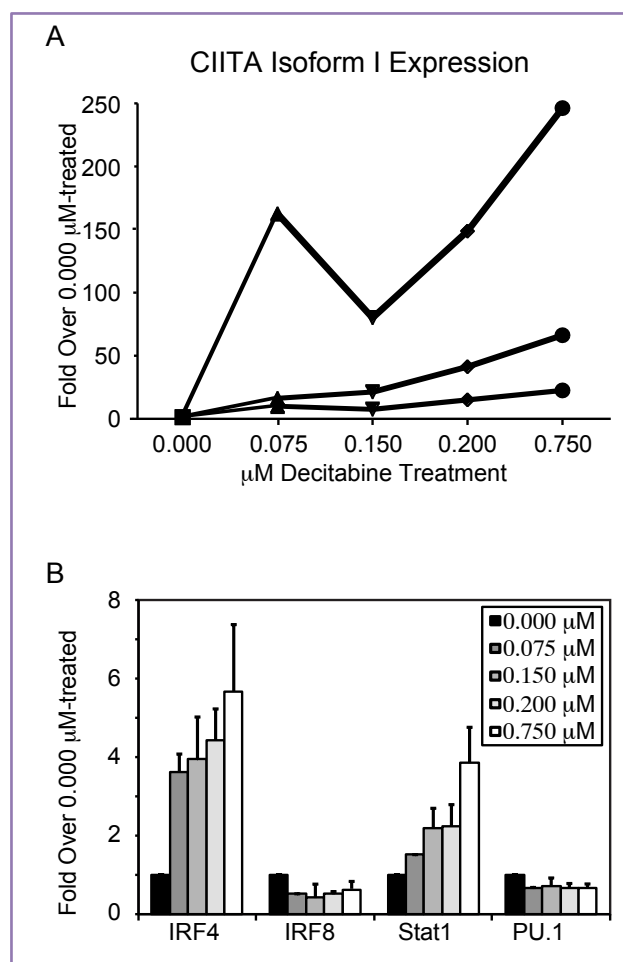 A
CIITA Isoform I Expression
Fold Over 0.000 μM-treated
250
200
150
100
50
0
0.000 0.075 0.150 0.200 0.750
μM Decitabine Treatment
B
Fold Over 0.000 μM-treated
8
6
4
2
0
0.000 μM
0.075 μM
0.150 μM
0.200 μM
0.750 μM
IRF4 IRF8 Stat1 PU.1